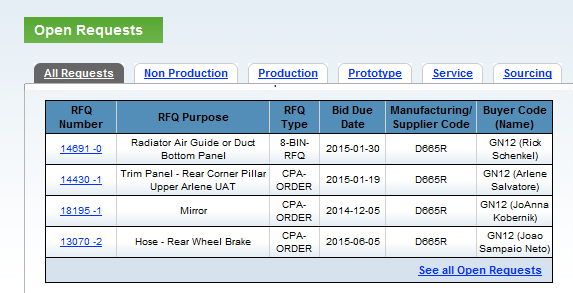 Open Requests
All Requests Non Production Production Prototype Service Sourcing
RFQ Number RFQ Purpose RFQ Type Bid Due Date Manufacturing/ Supplier Code Buyer Code (Name)
14691 -0 Radiator Air Guide or Duct Bottom Panel 8-BIN-RFQ 2015-01-30 D665R GN12 (Rick Schenkel)
14430 -1 Trim Panel - Rear Corner Pillar Upper Arlene UAT CPA-ORDER 2015-01-19 D665R GN12 (Arlene Salvatore)
18195 -1 Mirror CPA-ORDER 2014-12-05 D665R GN12 (JoAnna Kobernik)
13070 -2 Hose - Rear Wheel Brake CPA-ORDER 2015-06-05 D665R GN12 (Joao Sampaio Neto)
See all Open Requests